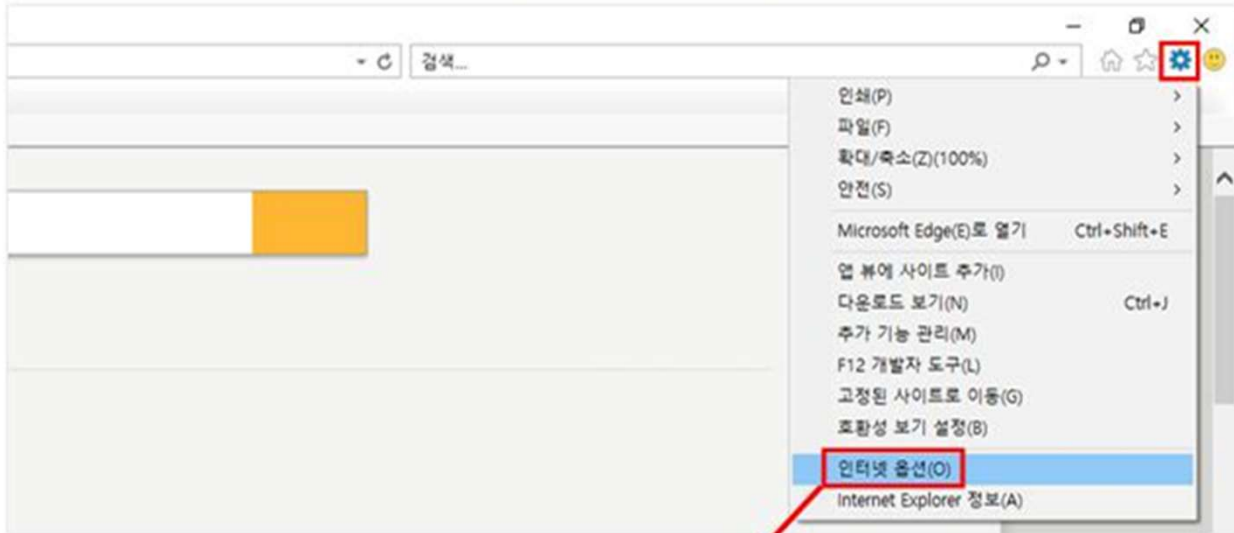 검색...
인쇄(P)
파일(F)
확대/축소(Z)(100%)
안전(S)
Microsoft Edge(E)로 열기 Ctrl+Shift+E
앱 뷰에 사이트 추가(I)
다운로드 보기(N) Ctrl+J
추가 기능 관리(M)
F12 개발자 도구(L)
고정된 사이트로 이동(G)
호환성 보기 설정(B)
인터넷 옵션(O)
Internet Explorer 정보(A)